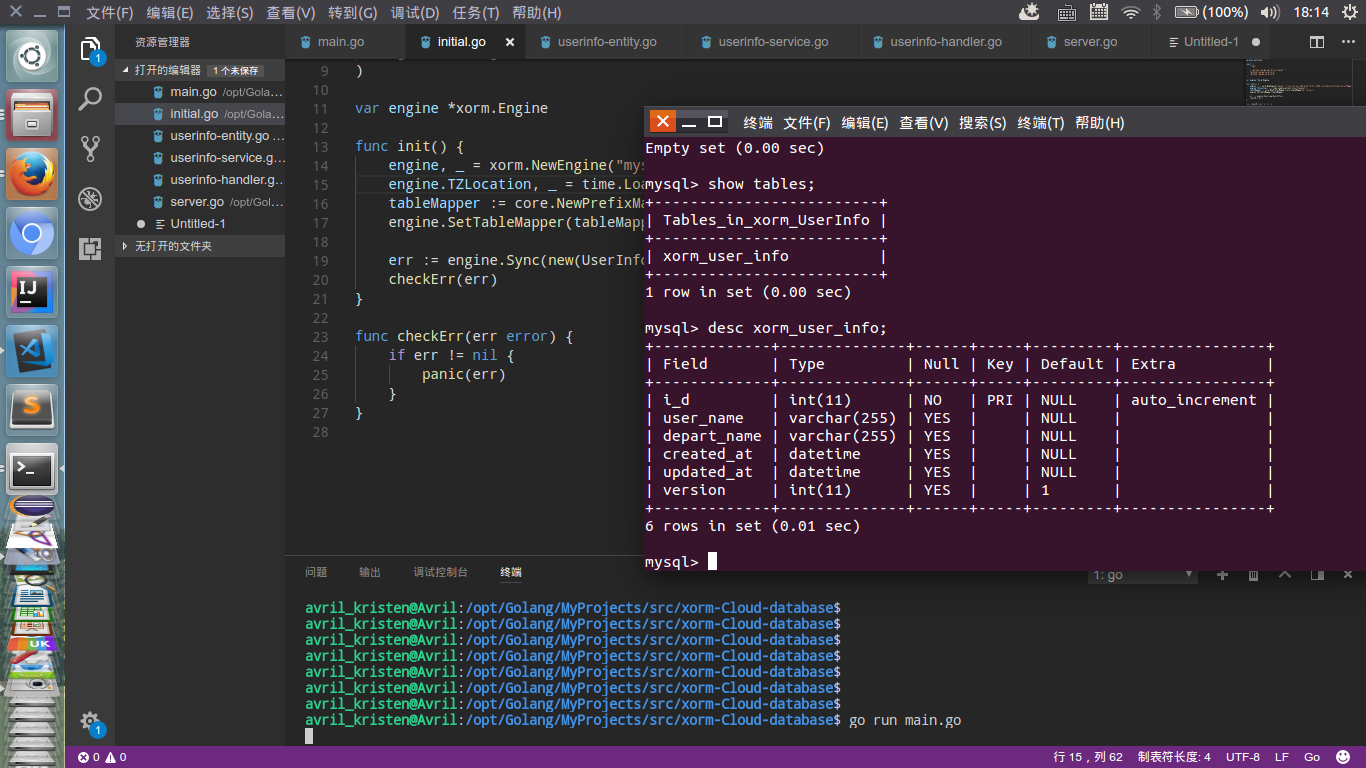 文件(F) 编辑(E) 选择(S) 查看(V) 转到(G) 调试(D) 任务(T) 帮助(H)
(100%) 18:14
资源管理器
打开的编辑器 1 个未保存
main.go /opt/Gola…
initial.go /opt/Gola…
userinfo-entity.go …
userinfo-service.g…
userinfo-handler.g…
server.go /opt/Gol…
Untitled-1
无打开的文件夹
main.go initial.go userinfo-entity.go userinfo-service.go userinfo-handler.go server.go Untitled-1
9 )
10
11 var engine *xorm.Engine
12
13 func init() {
14 engine, _ = xorm.NewEngine("mys
15 engine.TZLocation, _ = time.Loa
16 tableMapper := core.NewPrefixMa
17 engine.SetTableMapper(tableMapp
18
19 err := engine.Sync(new(UserInfo
20 checkErr(err)
21 }
22
23 func checkErr(err error) {
24 if err != nil {
25 panic(err)
26 }
27 }
28
终端 文件(F) 编辑(E) 查看(V) 搜索(S) 终端(T) 帮助(H)
Empty set (0.00 sec)
mysql> show tables;
+-------------------------+
| Tables_in_xorm_UserInfo |
+-------------------------+
| xorm_user_info          |
+-------------------------+
1 row in set (0.00 sec)
mysql> desc xorm_user_info;
+-------------+--------------+------+-----+---------+----------------+
| Field       | Type         | Null | Key | Default | Extra          |
+-------------+--------------+------+-----+---------+----------------+
| i_d         | int(11)      | NO   | PRI | NULL    | auto_increment |
| user_name   | varchar(255) | YES  |     | NULL    |                |
| depart_name | varchar(255) | YES  |     | NULL    |                |
| created_at  | datetime     | YES  |     | NULL    |                |
| updated_at  | datetime     | YES  |     | NULL    |                |
| version     | int(11)      | YES  |     | 1       |                |
+-------------+--------------+------+-----+---------+----------------+
6 rows in set (0.01 sec)
mysql>
问题 输出 调试控制台 终端 1: go
avril_kristen@Avril:/opt/Golang/MyProjects/src/xorm-Cloud-database$
avril_kristen@Avril:/opt/Golang/MyProjects/src/xorm-Cloud-database$
avril_kristen@Avril:/opt/Golang/MyProjects/src/xorm-Cloud-database$
avril_kristen@Avril:/opt/Golang/MyProjects/src/xorm-Cloud-database$
avril_kristen@Avril:/opt/Golang/MyProjects/src/xorm-Cloud-database$
avril_kristen@Avril:/opt/Golang/MyProjects/src/xorm-Cloud-database$
avril_kristen@Avril:/opt/Golang/MyProjects/src/xorm-Cloud-database$
avril_kristen@Avril:/opt/Golang/MyProjects/src/xorm-Cloud-database$ go run main.go
1
1
IJ
S
UK
0 0 行 15，列 62 制表符长度: 4 UTF-8 LF Go